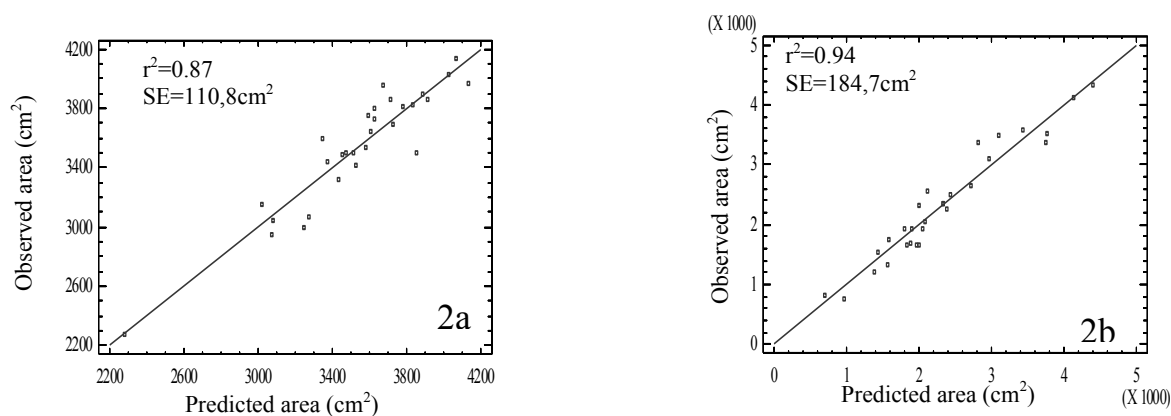 4200
3800
3400
3000
2600
2200
r²=0.87
SE=110,8cm²
Observed area (cm²)
2a
2200 2600 3000 3400 3800 4200
Predicted area (cm²)
(X 1000)
5
4
3
2
1
0
r²=0.94
SE=184,7cm²
Observed area (cm²)
2b
0 1 2 3 4 5
Predicted area (cm²)
(X 1000)